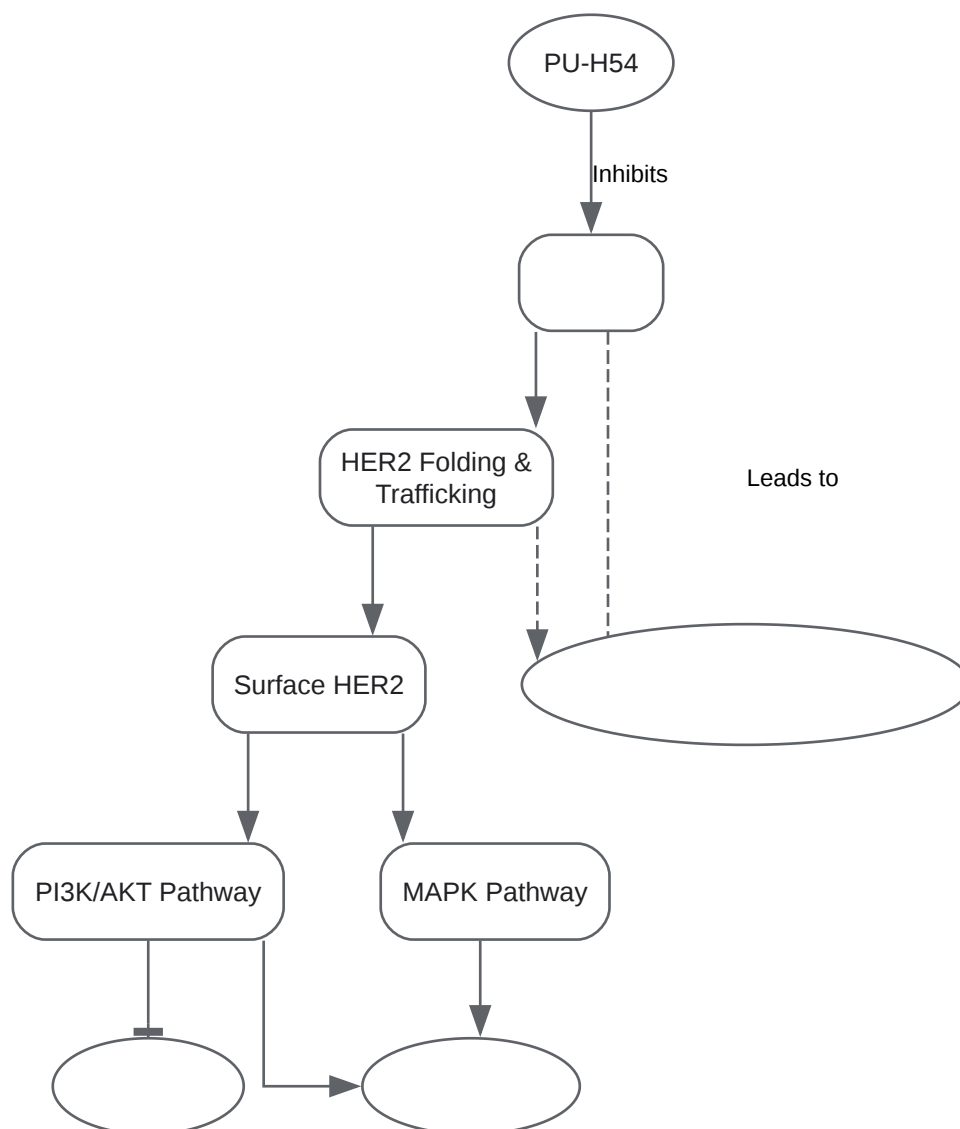 PU-H54
Inhibits
HER2 Folding &
Trafficking
Leads to
Surface HER2
PI3K/AKT Pathway
MAPK Pathway